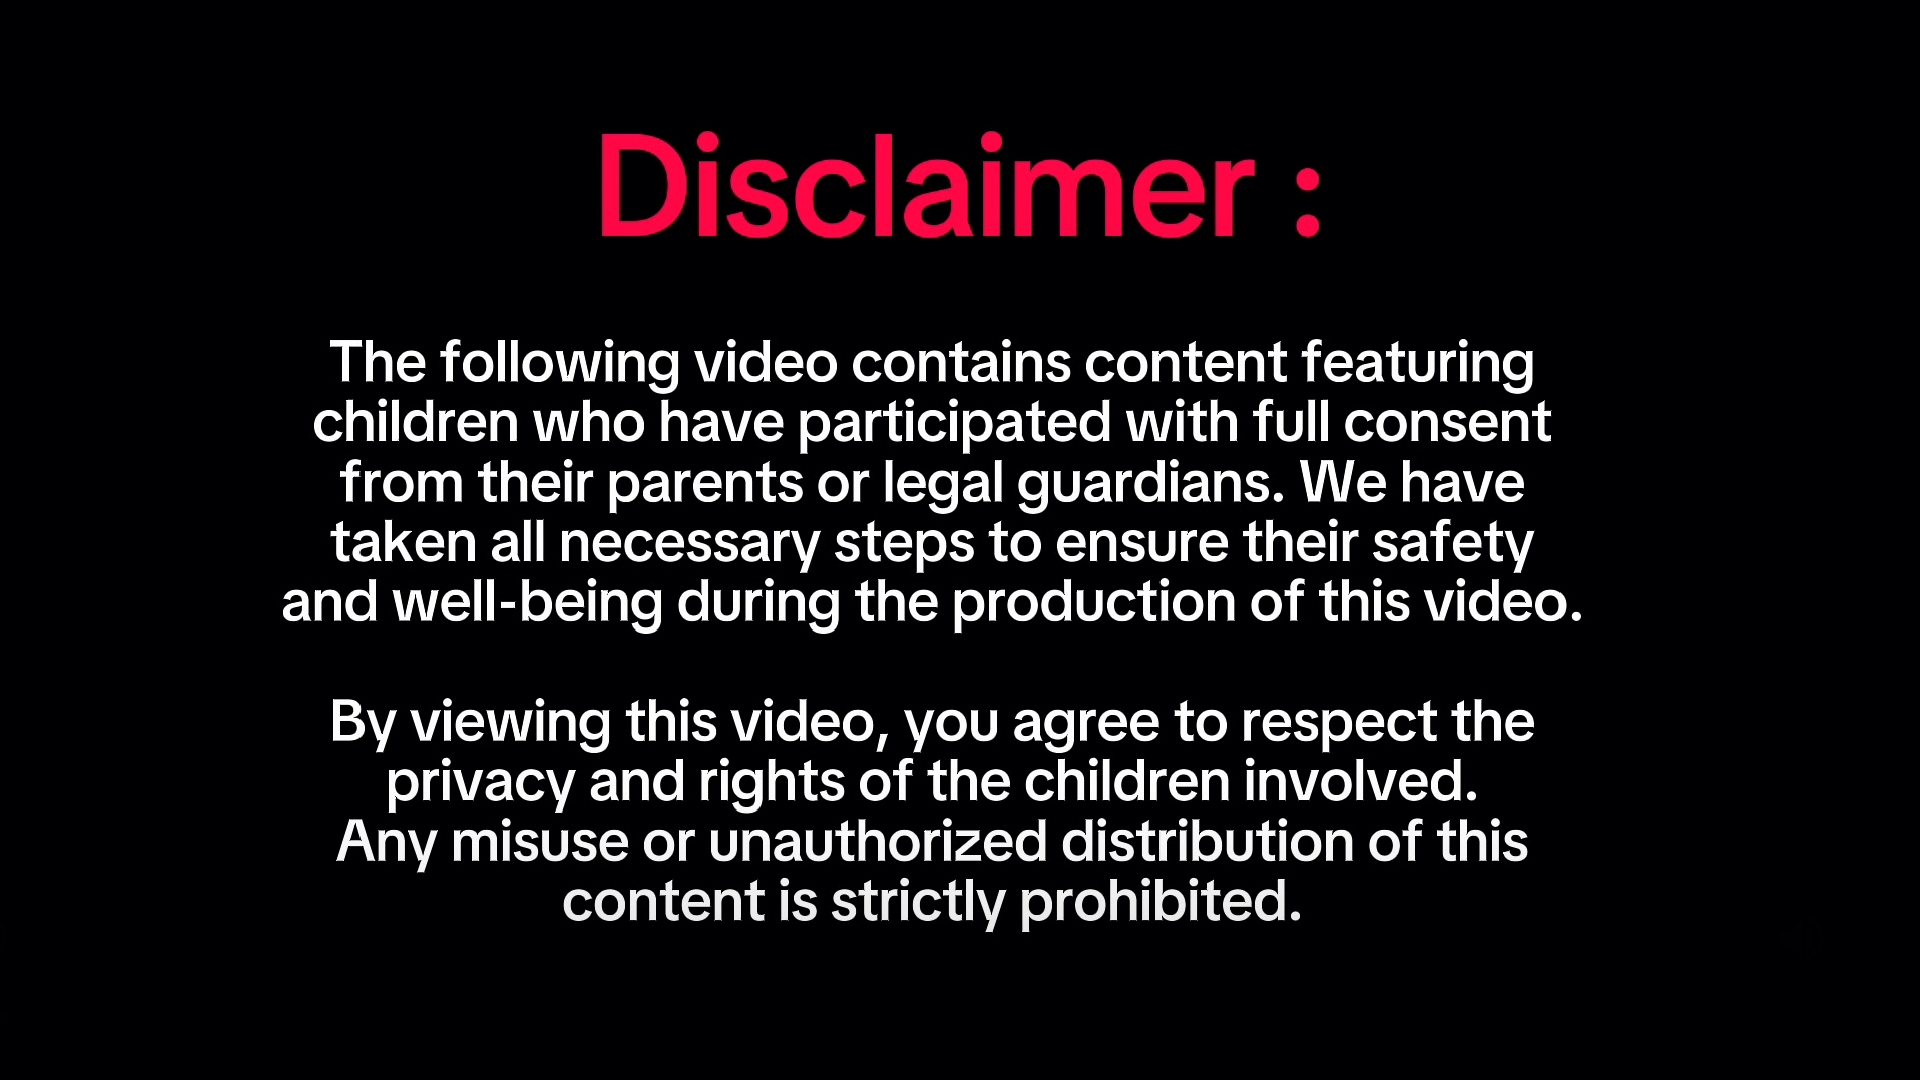 Disclaimer :
The following video contains content featuring
children who have participated with full consent
from their parents or legal guardians. We have
taken all necessary steps to ensure their safety
and well-being during the production of this video.
By viewing this video, you agree to respect the
privacy and rights of the children involved.
Any misuse or unauthorized distribution of this
content is strictly prohibited.